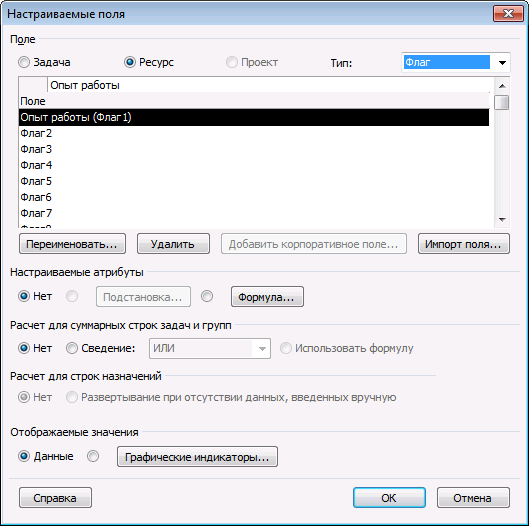 Настраиваемые поля
Поле
Задача Ресурс Проект Тип: Флаг
Опыт работы
Поле
Опыт работы (Флаг1)
Флаг2
Флаг3
Флаг4
Флаг5
Флаг6
Флаг7
Переименовать... Удалить Добавить корпоративное поле... Импорт поля...
Настраиваемые атрибуты
Нет Подстановка... Формула...
Расчет для суммарных строк задач и групп
Нет Сведение: ИЛИ Использовать формулу
Расчет для строк назначений
Нет Развертывание при отсутствии данных, введенных вручную
Отображаемые значения
Данные Графические индикаторы...
Справка ОК Отмена